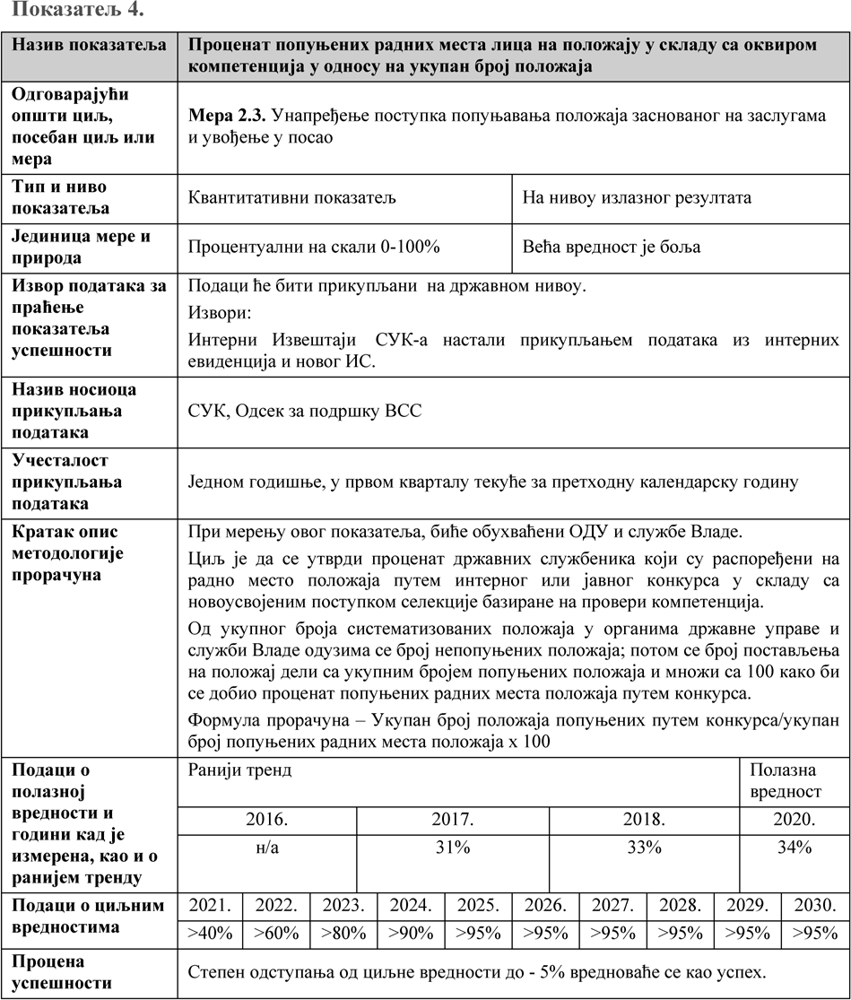 Показатељ 4.
Назив показатеља
Проценат попуњених радних места лица на положају у складу са оквиром
компетенција у односу на укупан број положаја
Одговарајући
општи циљ,
посебан циљ или
мера
Мера 2.3. Унапређење поступка попуњавања положаја заснованог на заслугама
и увођење у посао
Тип и ниво
показатеља
Квантитативни показатељ
На нивоу излазног резултата
Јединица мере и
природа
Процентуални на скали 0-100%
Већа вредност је боља
Извор података за
праћење
показатеља
успешности
Подаци ће бити прикупљани на државном нивоу.
Извори:
Интерни Извештаји СУК-а настали прикупљањем података из интерних
евиденција и новог ИС.
Назив носиоца
прикупљања
података
СУК, Одсек за подршку ВСС
Учесталост
прикупљања
података
Једном годишње, у првом кварталу текуће за претходну календарску годину
Кратак опис
методологије
прорачуна
При мерењу овог показатеља, биће обухваћени ОДУ и службе Владе.
Циљ је да се утврди проценат државних службеника који су распоређени на
радно место положаја путем интерног или јавног конкурса у складу са
новоусвојеним поступком селекције базиране на провери компетенција.
Од укупног броја систематизованих положаја у органима државне управе и
служби Владе одузима се број непопуњених положаја; потом се број постављења
на положај дели са укупним бројем попуњених положаја и множи са 100 како би
се добио проценат попуњених радних места положаја путем конкурса.
Формула прорачуна – Укупан број положаја попуњених путем конкурса/укупан
број попуњених радних места положаја x 100
Подаци о
полазној
вредности и
години кад је
измерена, као и о
ранијем тренду
Ранији тренд
Полазна
вредност
2016. 2017. 2018. 2020.
н/а 31% 33% 34%
Подаци о циљним
вредностима
2021. 2022. 2023. 2024. 2025. 2026. 2027. 2028. 2029. 2030.
>40% >60% >80% >90% >95% >95% >95% >95% >95% >95%
Процена
успешности
Степен одступања од циљне вредности до - 5% вредноваће се као успех.